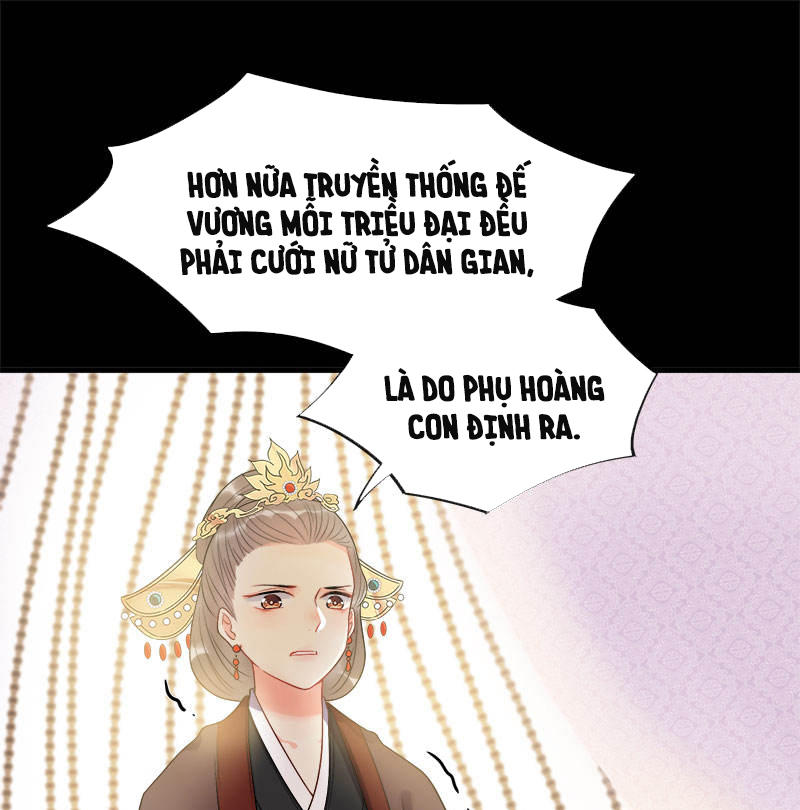 HƠN NỮA TRUYỀN THỐNG ĐẾ
VƯƠNG MỖI TRIỀU ĐẠI ĐỀU
PHẢI CƯỚI NỮ TỬ DÂN GIAN,
LÀ DO PHỤ HOÀNG
CON ĐỊNH RA.